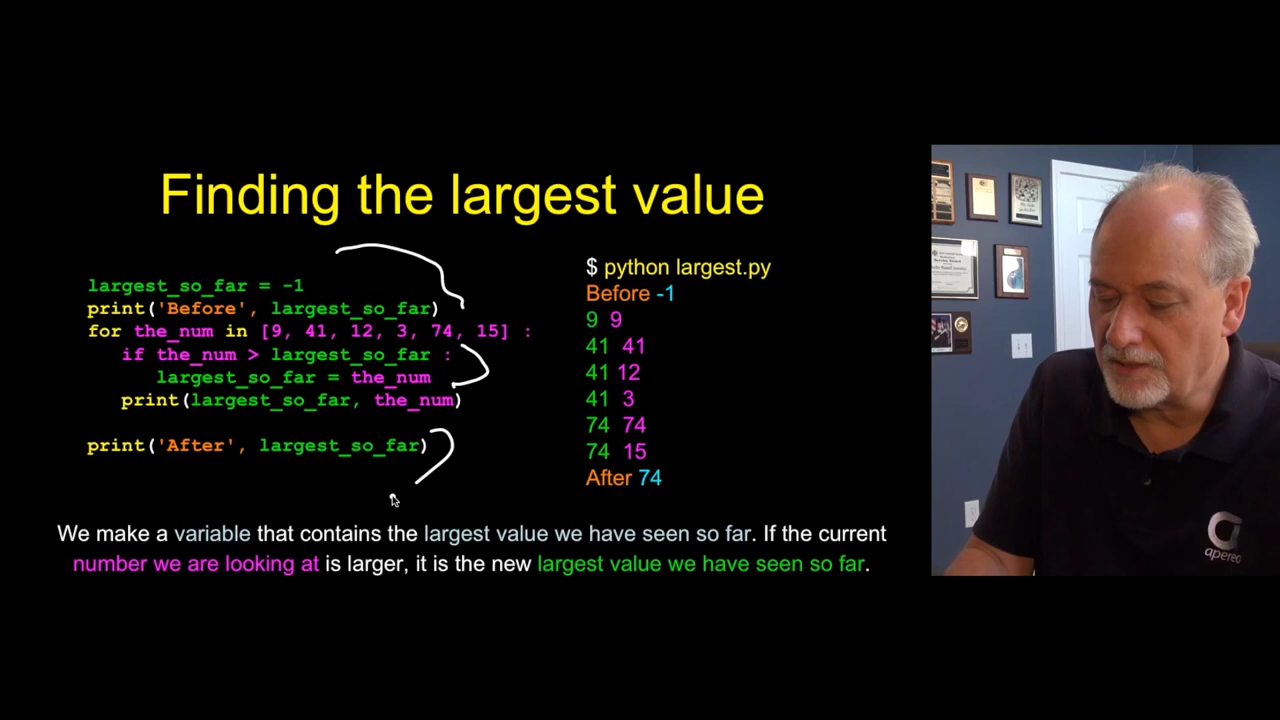 Finding the largest value
largest_so_far = -1
print('Before', largest_so_far)
for the_num in [9, 41, 12, 3, 74, 15] :
   if the_num > largest_so_far :
      largest_so_far = the_num
   print(largest_so_far, the_num)
print('After', largest_so_far)
$ python largest.py
Before -1
9 9
41 41
41 12
41 3
74 74
74 15
After 74
We make a variable that contains the largest value we have seen so far. If the current
number we are looking at is larger, it is the new largest value we have seen so far.
apereo